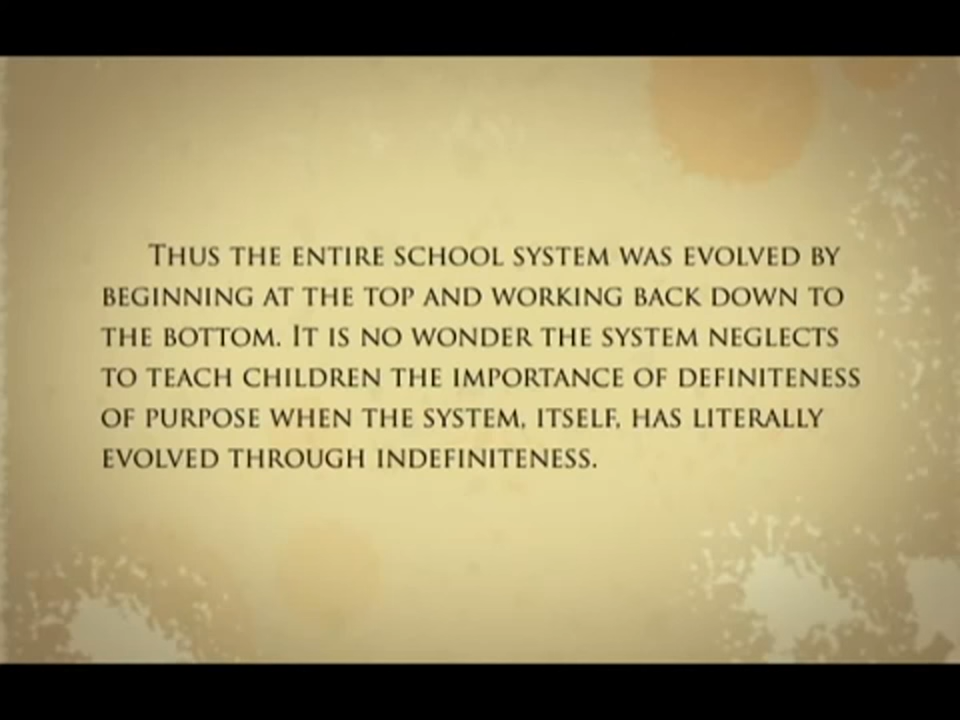 Thus the entire school system was evolved by
beginning at the top and working back down to
the bottom. It is no wonder the system neglects
to teach children the importance of definiteness
of purpose when the system, itself, has literally
evolved through indefiniteness.